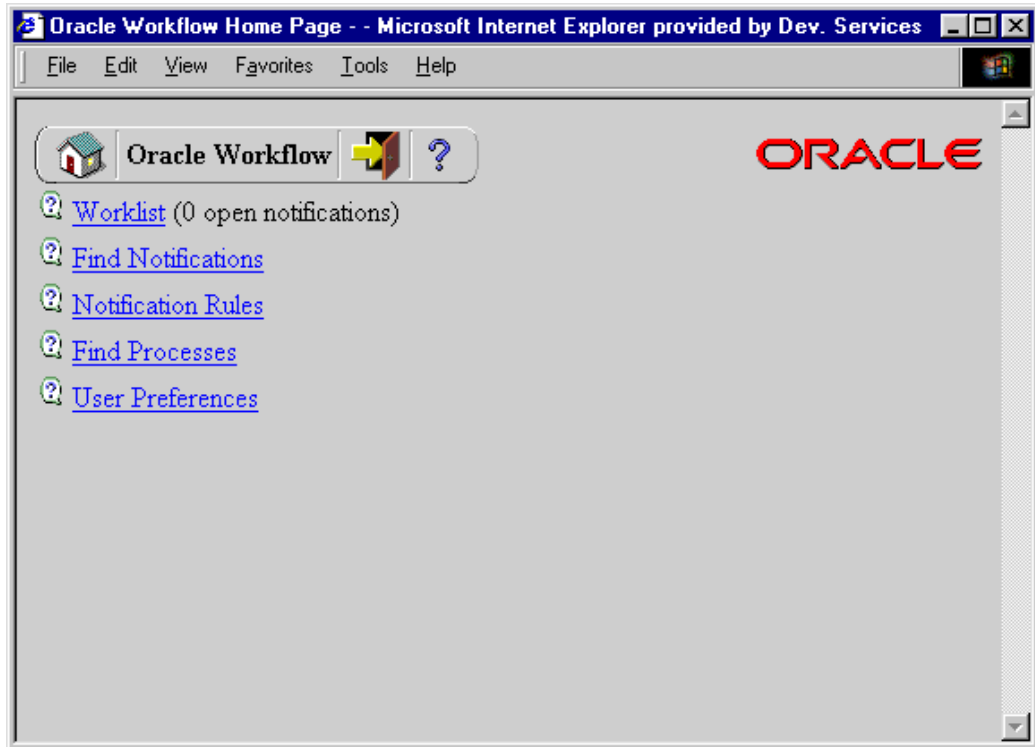 Oracle Workflow Home Page - - Microsoft Internet Explorer provided by Dev. Services
File Edit View Favorites Tools Help
Oracle Workflow ?
ORACLE
Worklist (0 open notifications)
Find Notifications
Notification Rules
Find Processes
User Preferences